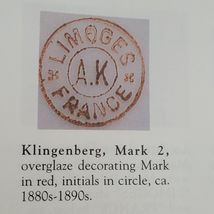 LIMOGES
A.K
FRANCE
Klingenberg, Mark 2,
overglaze decorating Mark
in red, initials in circle, ca.
1880s-1890s.